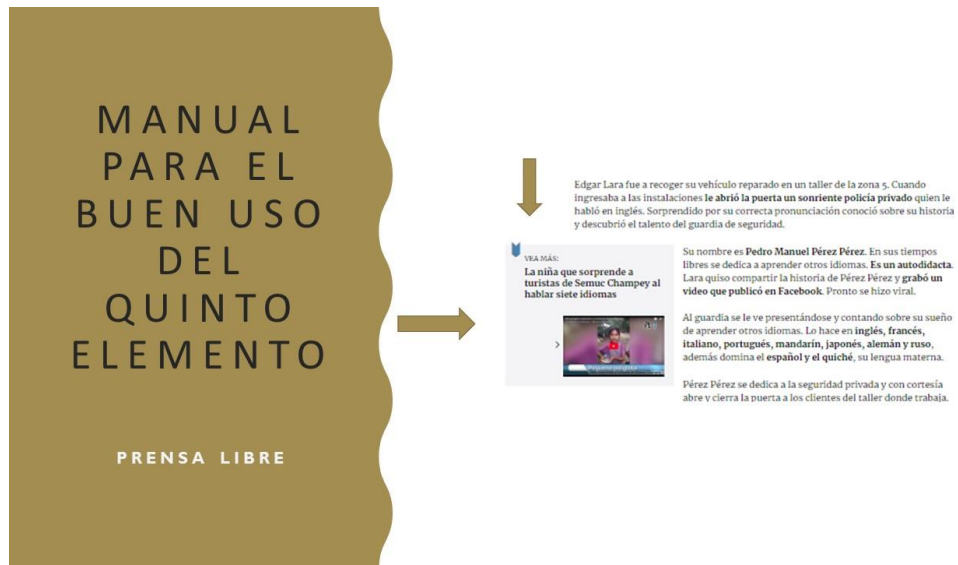 MANUAL
PARA EL
BUEN USO
DEL
QUINTO
ELEMENTO
PRENSA LIBRE
Edgar Lara fue a recoger su vehículo reparado en un taller de la zona 5. Cuando
ingresaba a las instalaciones le abrió la puerta un sonriente policía privado quien le
habló en inglés. Sorprendido por su correcta pronunciación conoció sobre su historia
y descubrió el talento del guardia de seguridad.
VEA MÁS:
La niña que sorprende a
turistas de Semuc Champey al
hablar siete idiomas
Su nombre es Pedro Manuel Pérez Pérez. En sus tiempos
libres se dedica a aprender otros idiomas. Es un autodidacta.
Lara quiso compartir la historia de Pérez Pérez y grabó un
video que publicó en Facebook. Pronto se hizo viral.
Al guardia se le ve presentándose y contando sobre su sueño
de aprender otros idiomas. Lo hace en inglés, francés,
italiano, portugués, mandarín, japonés, alemán y ruso,
además domina el español y el quiché, su lengua materna.
Pérez Pérez se dedica a la seguridad privada y con cortesía
abre y cierra la puerta a los clientes del taller donde trabaja.